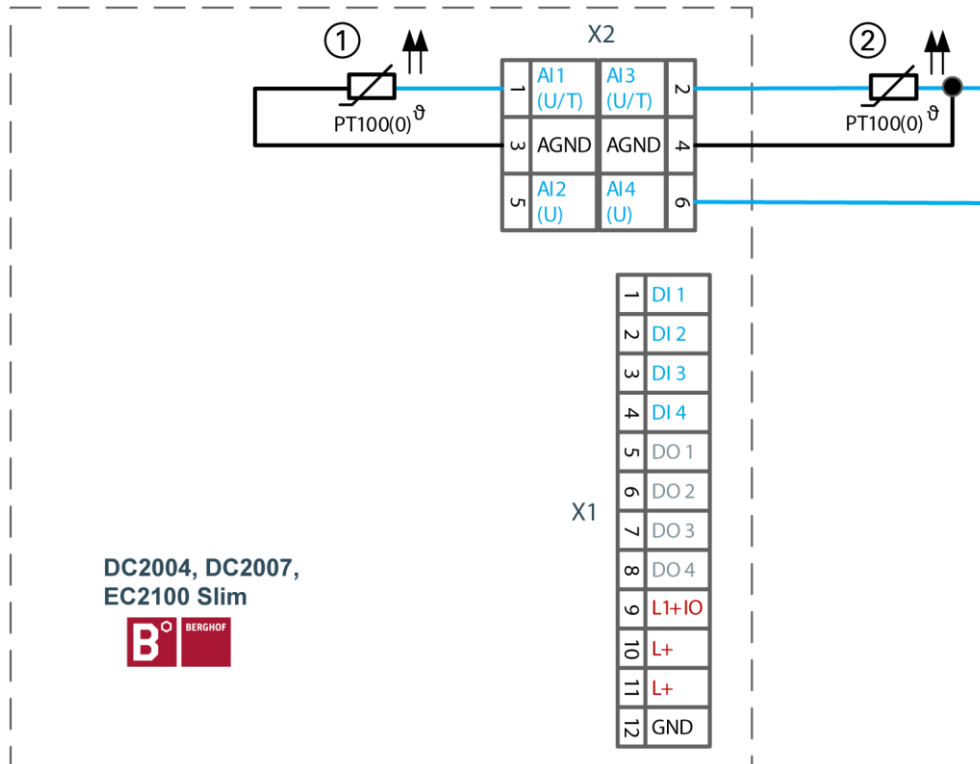 ① X2 ②
1 AI1 (U/T) AI3 (U/T) 2
PT100(0) ϑ
PT100(0) ϑ
3 AGND AGND 4
5 AI2 (U) AI4 (U) 6
1 DI 1
2 DI 2
3 DI 3
4 DI 4
5 DO 1
6 DO 2
X1
7 DO 3
8 DO 4
9 L1+IO
10 L+
11 L+
12 GND
DC2004, DC2007,
EC2100 Slim
B BERGHOF